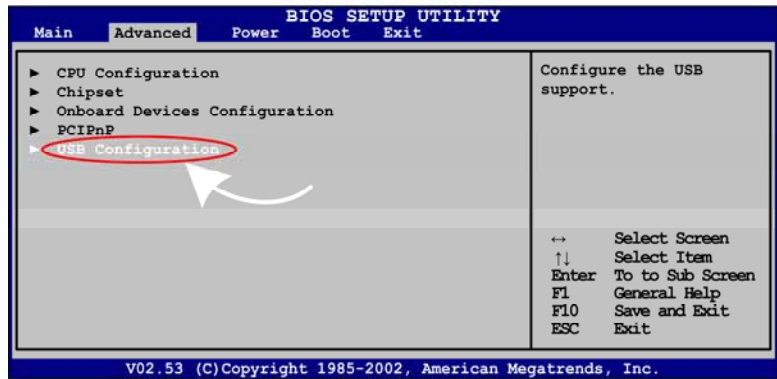 BIOS SETUP UTILITY
Main Advanced Power Boot Exit
► CPU Configuration
► Chipset
► Onboard Devices Configuration
► PCIPnP
► USB Configuration
Configure the USB
support.
↔ Select Screen
↑↓ Select Item
Enter To to Sub Screen
F1 General Help
F10 Save and Exit
ESC Exit
V02.53 (C)Copyright 1985-2002, American Megatrends, Inc.